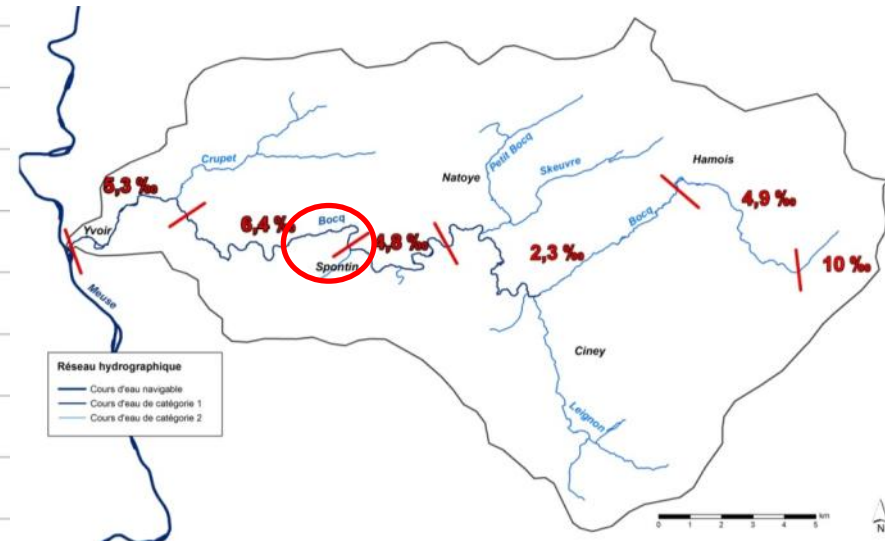 Hamois
Petit Bocq
Skeuvre
Crupet
Natoye
5,3 ‰
4,9 ‰
Bocq
Bocq
6,4 ‰
Yvoir
4,8 ‰
2,3 ‰
10 ‰
Spontin
Meuse
Ciney
Réseau hydrographique
Cours d'eau navigable
Cours d'eau de catégorie 1
Cours d'eau de catégorie 2
Leignon
km
0 1 2 3 4 5
N